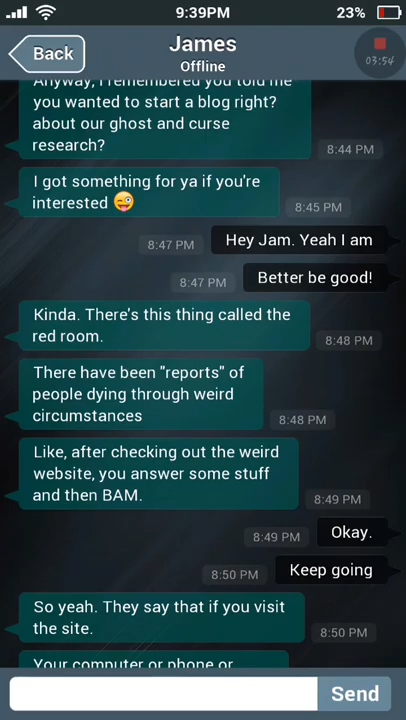 9:39PM
23%
Back
James
Offline
03:54
Anyway, I remembered you told me
you wanted to start a blog right?
about our ghost and curse
research?
8:44 PM
I got something for ya if you're
interested 😜
8:45 PM
8:47 PM
Hey Jam. Yeah I am
8:47 PM
Better be good!
Kinda. There's this thing called the
red room.
8:48 PM
There have been "reports" of
people dying through weird
circumstances
8:48 PM
Like, after checking out the weird
website, you answer some stuff
and then BAM.
8:49 PM
8:49 PM
Okay.
8:50 PM
Keep going
So yeah. They say that if you visit
the site.
8:50 PM
Your computer or phone or
Send